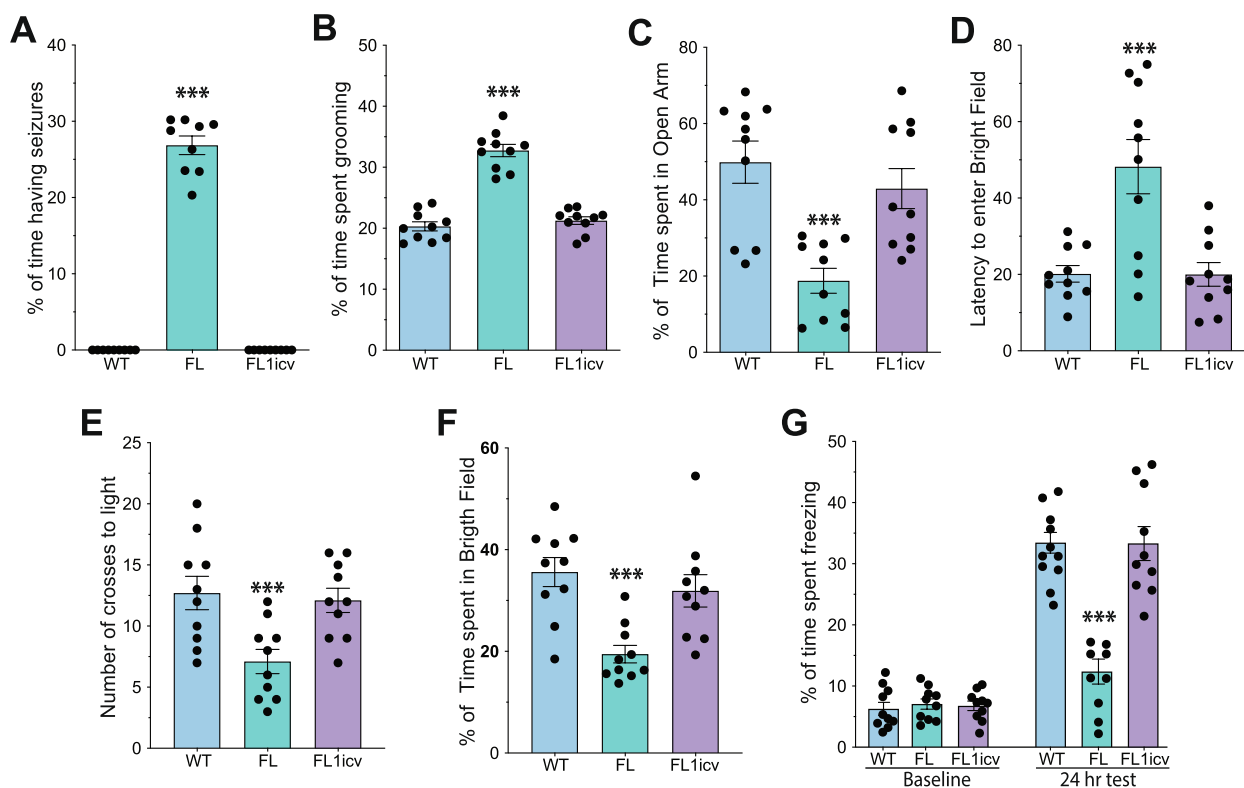 A
% of time having seizures
40
30
20
10
0
***
WT FL FL1icv
B
% of time spent grooming
50
40
30
20
10
0
***
WT FL FL1icv
C
% of Time spent in Open Arm
80
60
40
20
0
***
WT FL FL1icv
D
Latency to enter Bright Field
80
60
40
20
0
***
WT FL FL1icv
E
Number of crosses to light
25
20
15
10
5
0
***
WT FL FL1icv
F
% of Time spent in Brigth Field
60
40
20
0
***
WT FL FL1icv
G
% of time spent freezing
50
40
30
20
10
0
***
WT FL FL1icv WT FL FL1icv
Baseline 24 hr test